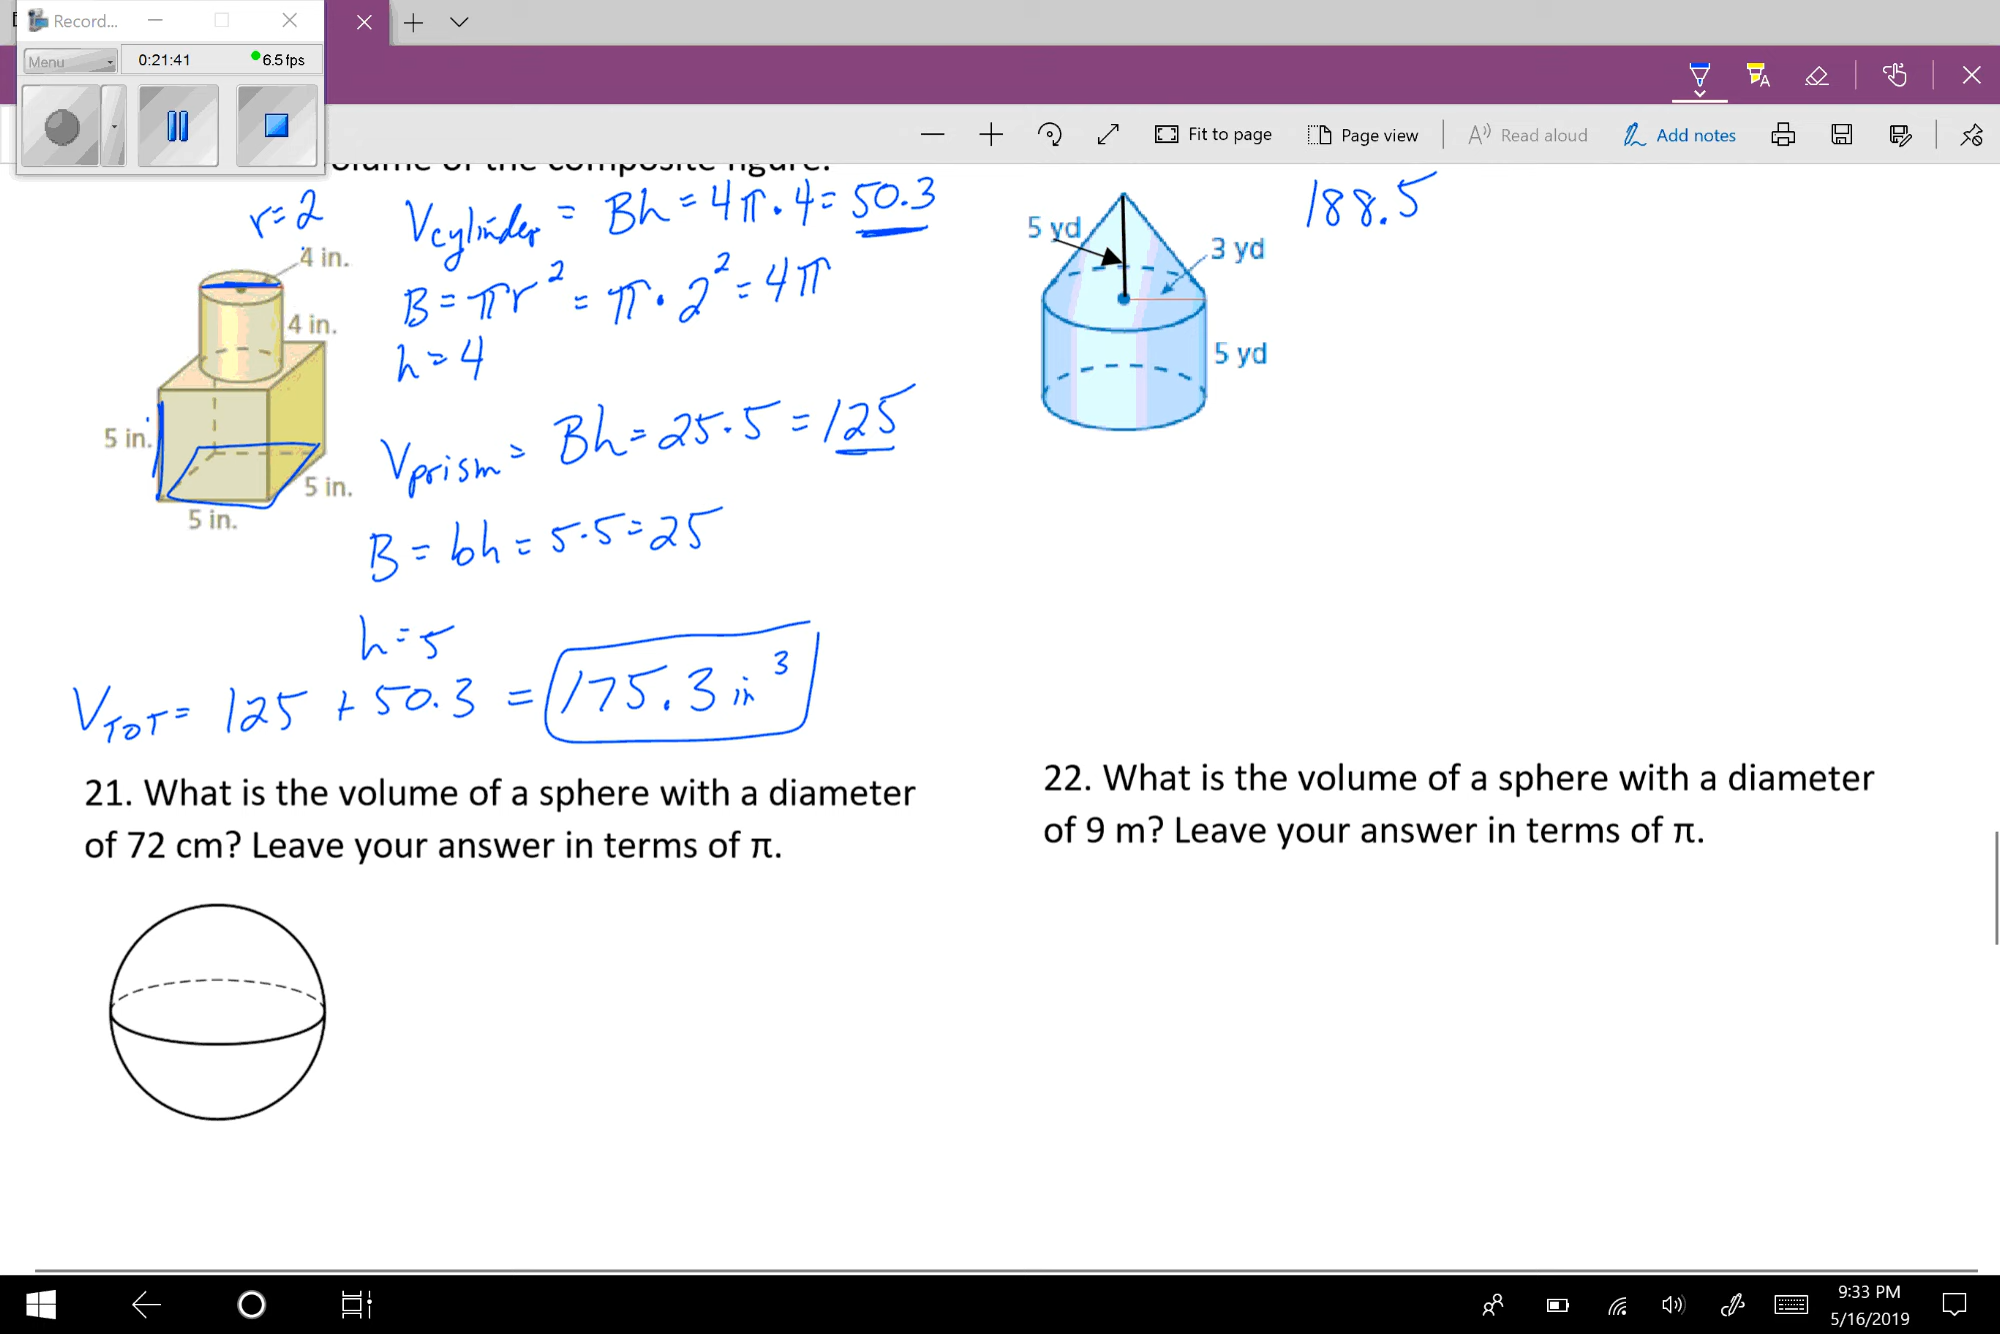 Record...
Menu
0:21:41
6.5 fps
Fit to page
Page view
Read aloud
Add notes
olume of the composite figure.
r=2
4 in.
4 in.
5 in.
5 in.
5 in.
Vcylinder = Bh = 4π·4= 50.3
B = πr² = π·2² = 4π
h = 4
Vprism = Bh = 25·5 = 125
B = bh = 5·5 = 25
h = 5
VTOT = 125 + 50.3 = 175.3 in³
5 yd
3 yd
5 yd
188.5
21. What is the volume of a sphere with a diameter
of 72 cm? Leave your answer in terms of π.
22. What is the volume of a sphere with a diameter
of 9 m? Leave your answer in terms of π.
9:33 PM
5/16/2019